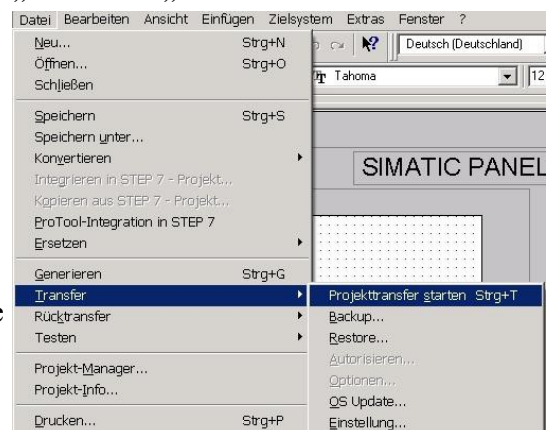 Datei Bearbeiten Ansicht Einfügen Zielsystem Extras Fenster ?
Neu... Strg+N
Deutsch (Deutschland)
Öffnen... Strg+O
Tahoma 12
Schließen
Speichern Strg+S
Speichern unter...
Konvertieren
SIMATIC PANEL
Integrieren in STEP 7 - Projekt...
Kopieren aus STEP 7 - Projekt...
ProTool-Integration in STEP 7
Ersetzen
Generieren Strg+G
Transfer
Projekttransfer starten Strg+T
Rücktransfer
Backup...
Testen
Restore...
Autorisieren...
Projekt-Manager...
Optionen...
Projekt-Info...
OS Update...
Drucken... Strg+P
Einstellung...